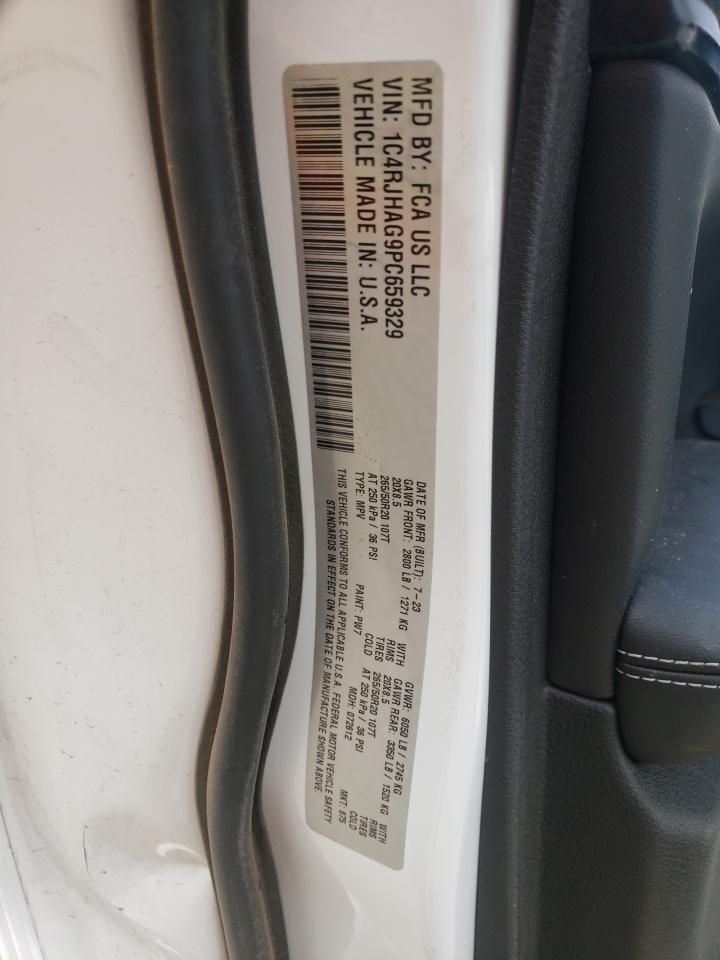 MFD BY: FCA US LLC
VIN: 1C4RJHAG9PC659329
VEHICLE MADE IN: U.S.A.
DATE OF MFR (BUILT): 7-23 GVWR: 6050 LB / 2745 KG
GAWR FRONT: 2800 LB / 1271 KG WITH GAWR REAR: 3350 LB / 1520 KG WITH
20X8.5 RIMS 20X8.5 RIMS
265/50R20 107T TIRES 265/50R20 107T TIRES
AT 250 kPa / 36 PSI COLD AT 250 kPa / 36 PSI COLD
TYPE: MPV PAINT: PW7 MDH: 072612 MKT: 875
THIS VEHICLE CONFORMS TO ALL APPLICABLE U.S.A. FEDERAL MOTOR VEHICLE SAFETY
STANDARDS IN EFFECT ON THE DATE OF MANUFACTURE SHOWN ABOVE.